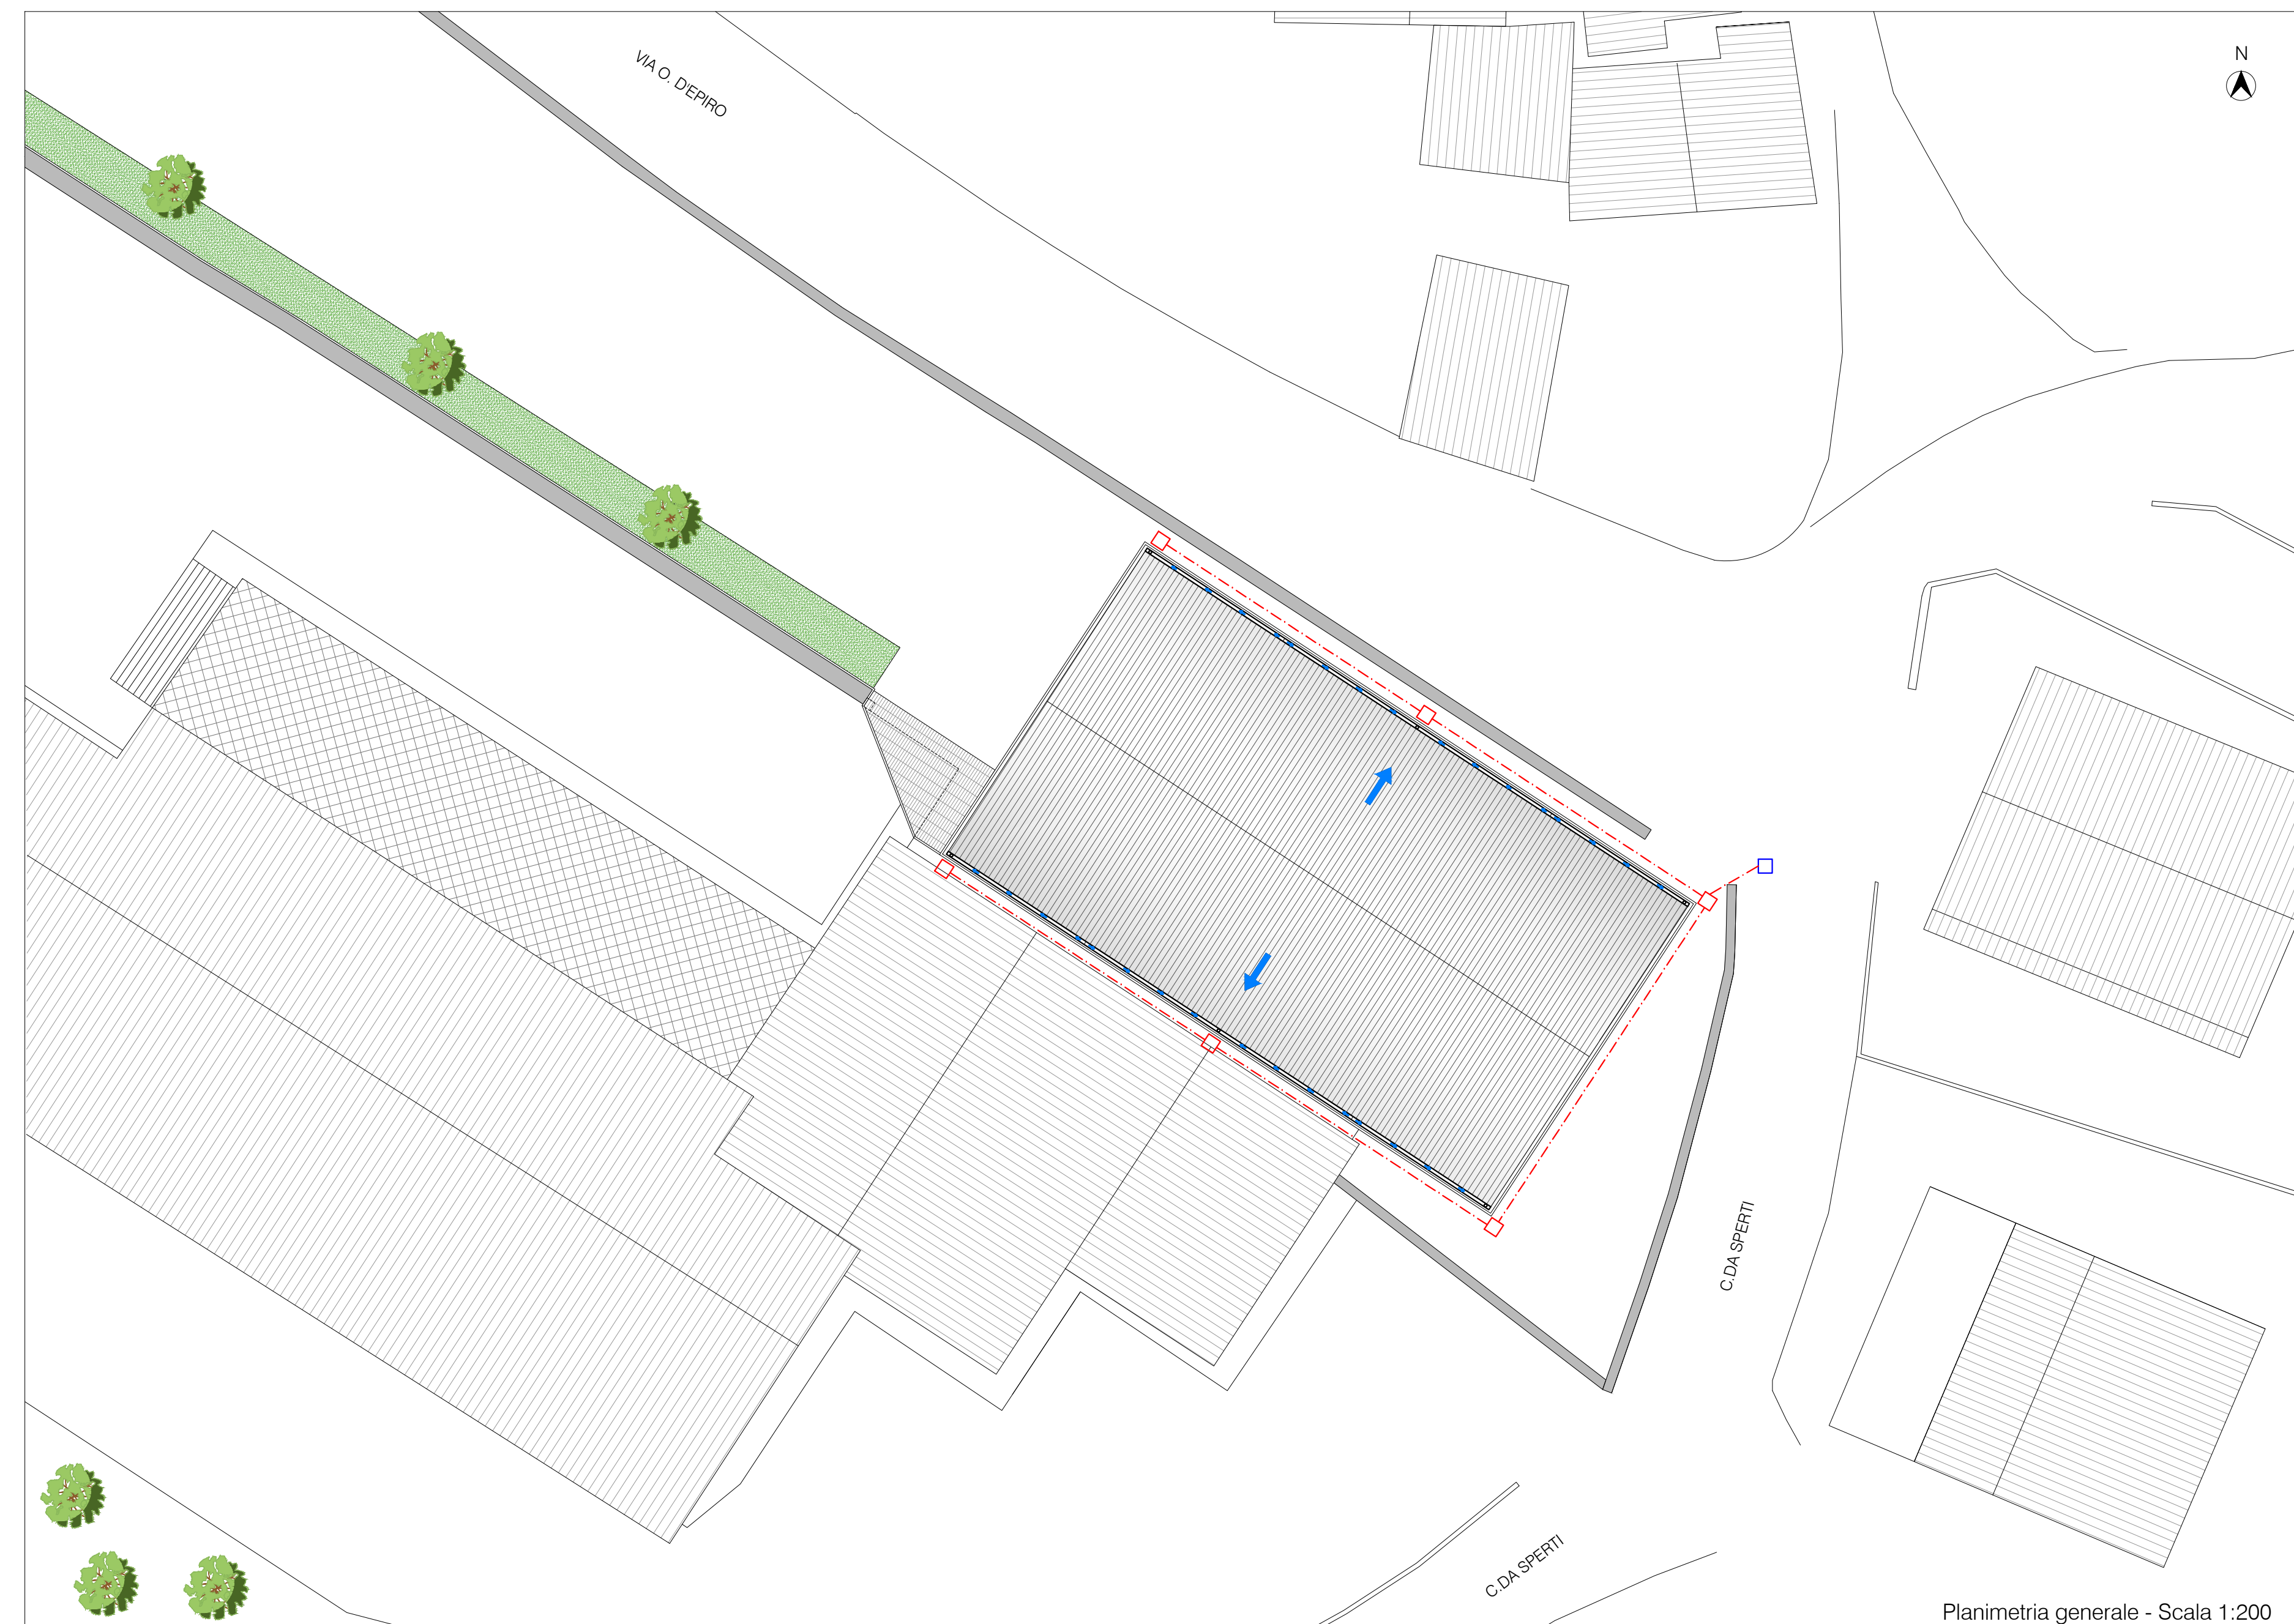 VIA O. D'EPIRO
N
C.DA SPERTI
C.DA SPERTI
Planimetria generale - Scala 1:200